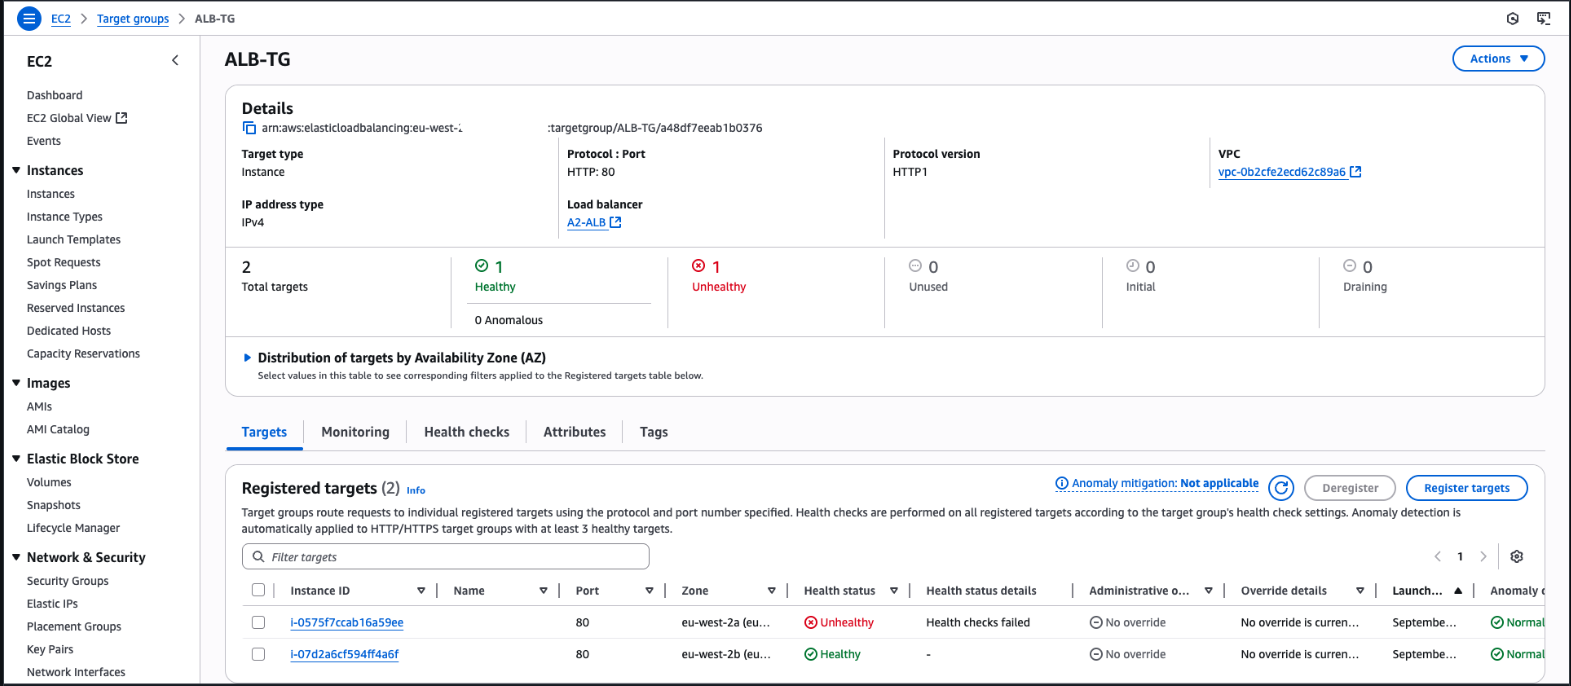 EC2 > Target groups > ALB-TG
EC2
Dashboard
EC2 Global View
Events
Instances
Instances
Instance Types
Launch Templates
Spot Requests
Savings Plans
Reserved Instances
Dedicated Hosts
Capacity Reservations
Images
AMIs
AMI Catalog
Elastic Block Store
Volumes
Snapshots
Lifecycle Manager
Network & Security
Security Groups
Elastic IPs
Placement Groups
Key Pairs
Network Interfaces
ALB-TG
Actions
Details
arn:aws:elasticloadbalancing:eu-west-2 :targetgroup/ALB-TG/a48df7eeab1b0376
Target type
Instance
Protocol : Port
HTTP: 80
Protocol version
HTTP1
VPC
vpc-0b2cfe2ecd62c89a6
IP address type
IPv4
Load balancer
A2-ALB
2
Total targets
1
Healthy
0 Anomalous
1
Unhealthy
0
Unused
0
Initial
0
Draining
Distribution of targets by Availability Zone (AZ)
Select values in this table to see corresponding filters applied to the Registered targets table below.
Targets Monitoring Health checks Attributes Tags
Registered targets (2) Info
Anomaly mitigation: Not applicable
Deregister
Register targets
Target groups route requests to individual registered targets using the protocol and port number specified. Health checks are performed on all registered targets according to the target group's health check settings. Anomaly detection is
automatically applied to HTTP/HTTPS target groups with at least 3 healthy targets.
Filter targets
1
Instance ID Name Port Zone Health status Health status details Administrative o... Override details Launch... Anomaly
i-0575f7ccab16a59ee 80 eu-west-2a (eu... Unhealthy Health checks failed No override No override is curren... Septembe... Normal
i-07d2a6cf594ff4a6f 80 eu-west-2b (eu... Healthy - No override No override is curren... Septembe... Normal